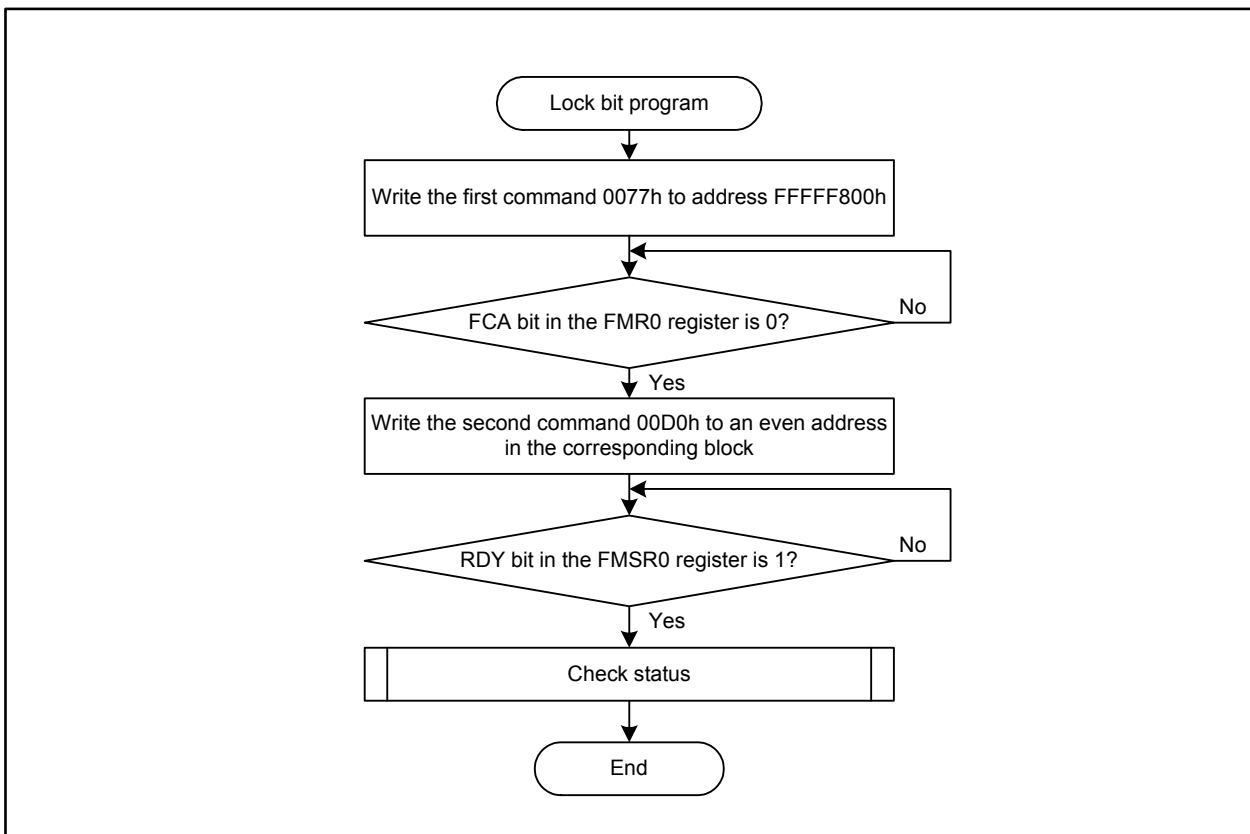 Lock bit program
Write the first command 0077h to address FFFFF800h
No
FCA bit in the FMR0 register is 0?
Yes
Write the second command 00D0h to an even address
in the corresponding block
No
RDY bit in the FMSR0 register is 1?
Yes
Check status
End